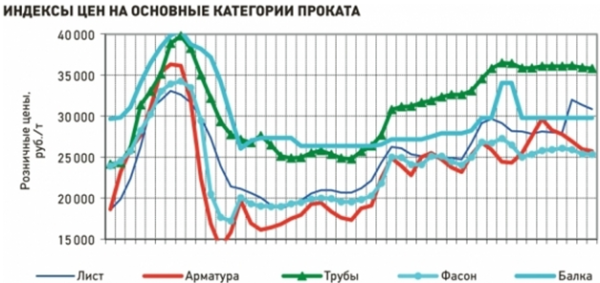 ИНДЕКСЫ ЦЕН НА ОСНОВНЫЕ КАТЕГОРИИ ПРОКАТА
Розничные цены.
руб./т
40 000
35 000
30 000
25 000
20 000
15 000
Лист Арматура Трубы Фасон Балка